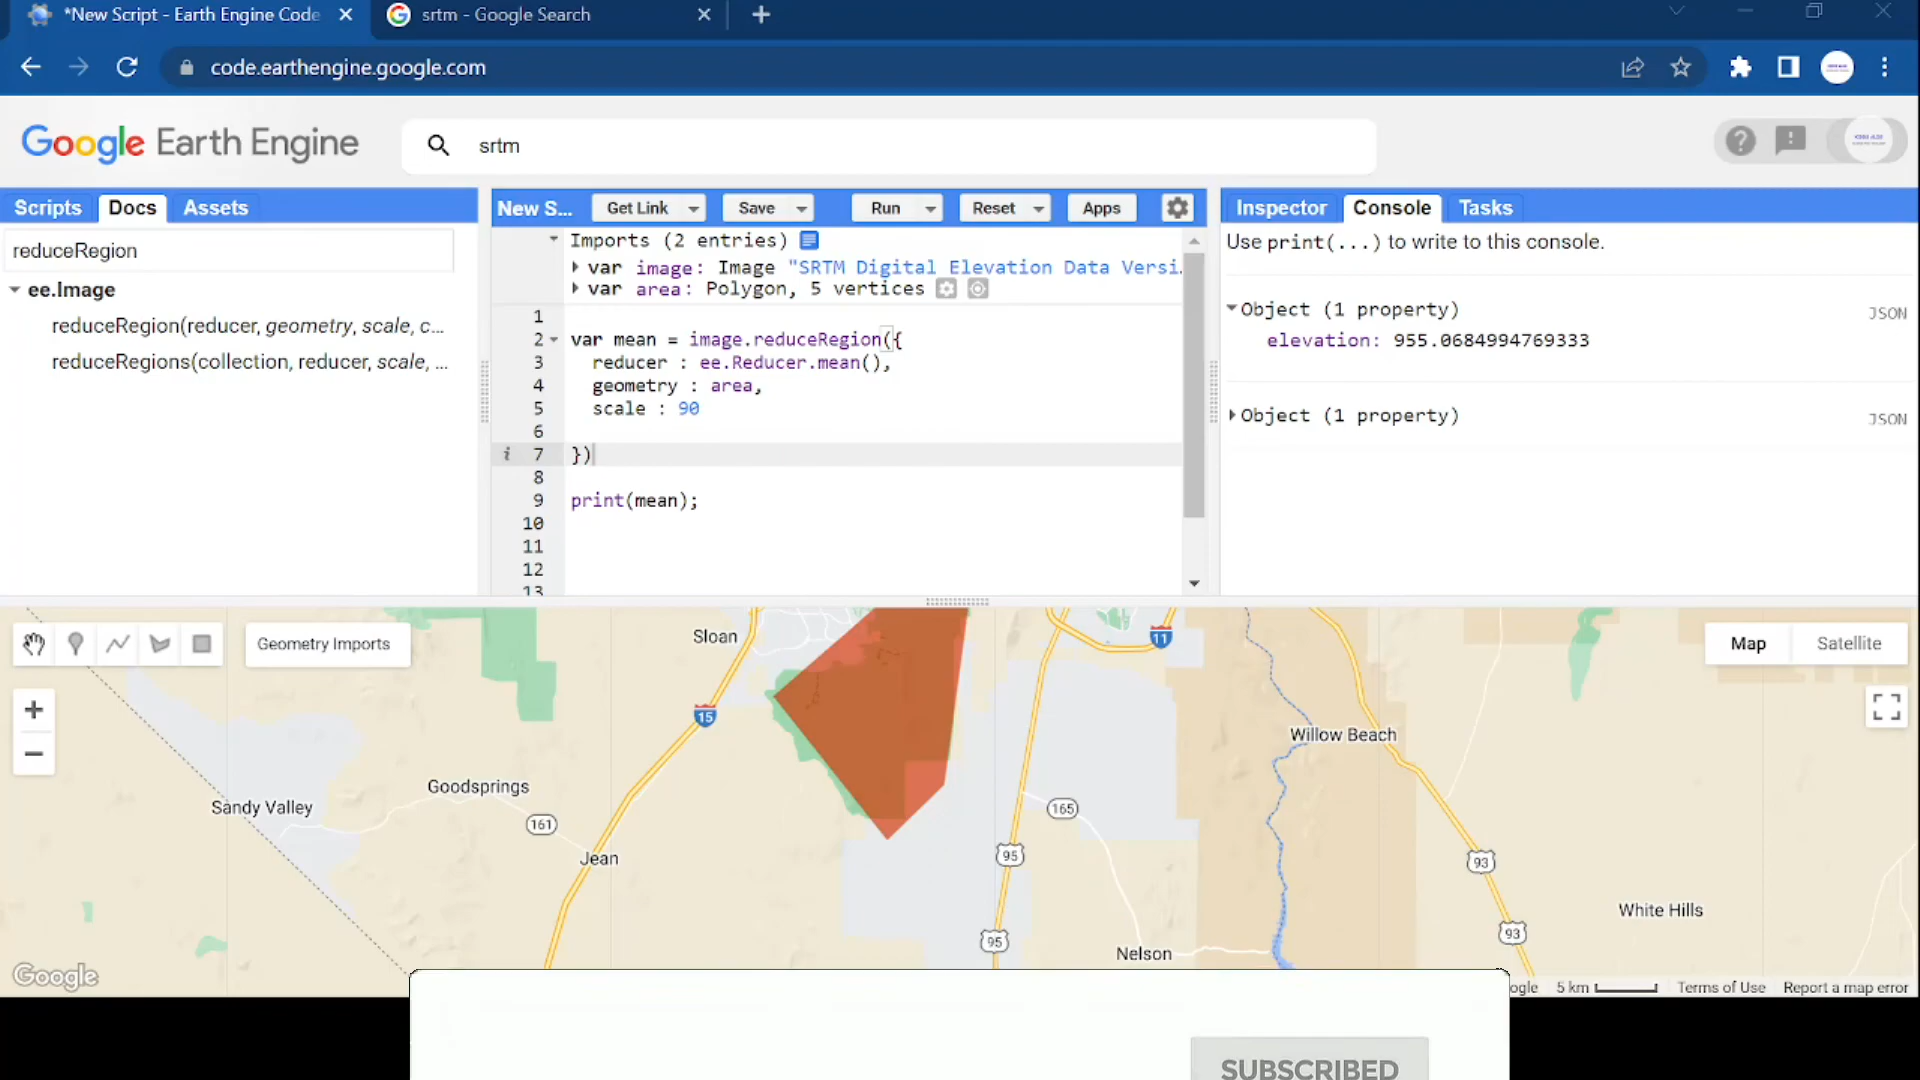 *New Script - Earth Engine Code
srtm - Google Search
code.earthengine.google.com
Google Earth Engine
srtm
Scripts
Docs
Assets
New S...
Get Link
Save
Run
Reset
Apps
Inspector
Console
Tasks
reduceRegion
ee.Image
reduceRegion(reducer, geometry, scale, c...
reduceRegions(collection, reducer, scale, ...
Imports (2 entries)
var image: Image "SRTM Digital Elevation Data Versi.
var area: Polygon, 5 vertices
1
2 var mean = image.reduceRegion({
3 reducer : ee.Reducer.mean(),
4 geometry : area,
5 scale : 90
6
i 7 })
8
9 print(mean);
10
11
12
13
Use print(...) to write to this console.
Object (1 property)
JSON
elevation: 955.0684994769333
Object (1 property)
JSON
Geometry Imports
Map
Satellite
Sloan
11
15
Willow Beach
Goodsprings
Sandy Valley
161
165
Jean
95
93
White Hills
93
95
Nelson
Google
ogle
5 km
Terms of Use
Report a map error
SUBSCRIBED